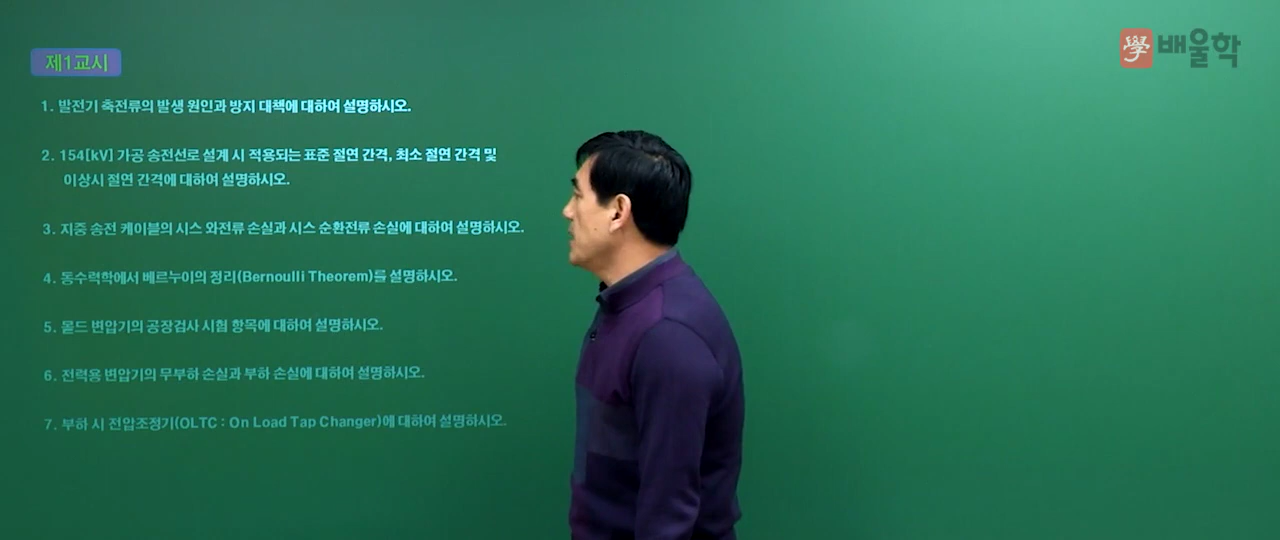 學 배울학
제1교시
1. 발전기 축전류의 발생 원인과 방지 대책에 대하여 설명하시오.
2. 154[kV] 가공 송전선로 설계 시 적용되는 표준 절연 간격, 최소 절연 간격 및
이상시 절연 간격에 대하여 설명하시오.
3. 지중 송전 케이블의 시스 와전류 손실과 시스 순환전류 손실에 대하여 설명하시오.
4. 동수력학에서 베르누이의 정리(Bernoulli Theorem)를 설명하시오.
5. 몰드 변압기의 공장검사 시험 항목에 대하여 설명하시오.
6. 전력용 변압기의 무부하 손실과 부하 손실에 대하여 설명하시오.
7. 부하 시 전압조정기(OLTC : On Load Tap Changer)에 대하여 설명하시오.